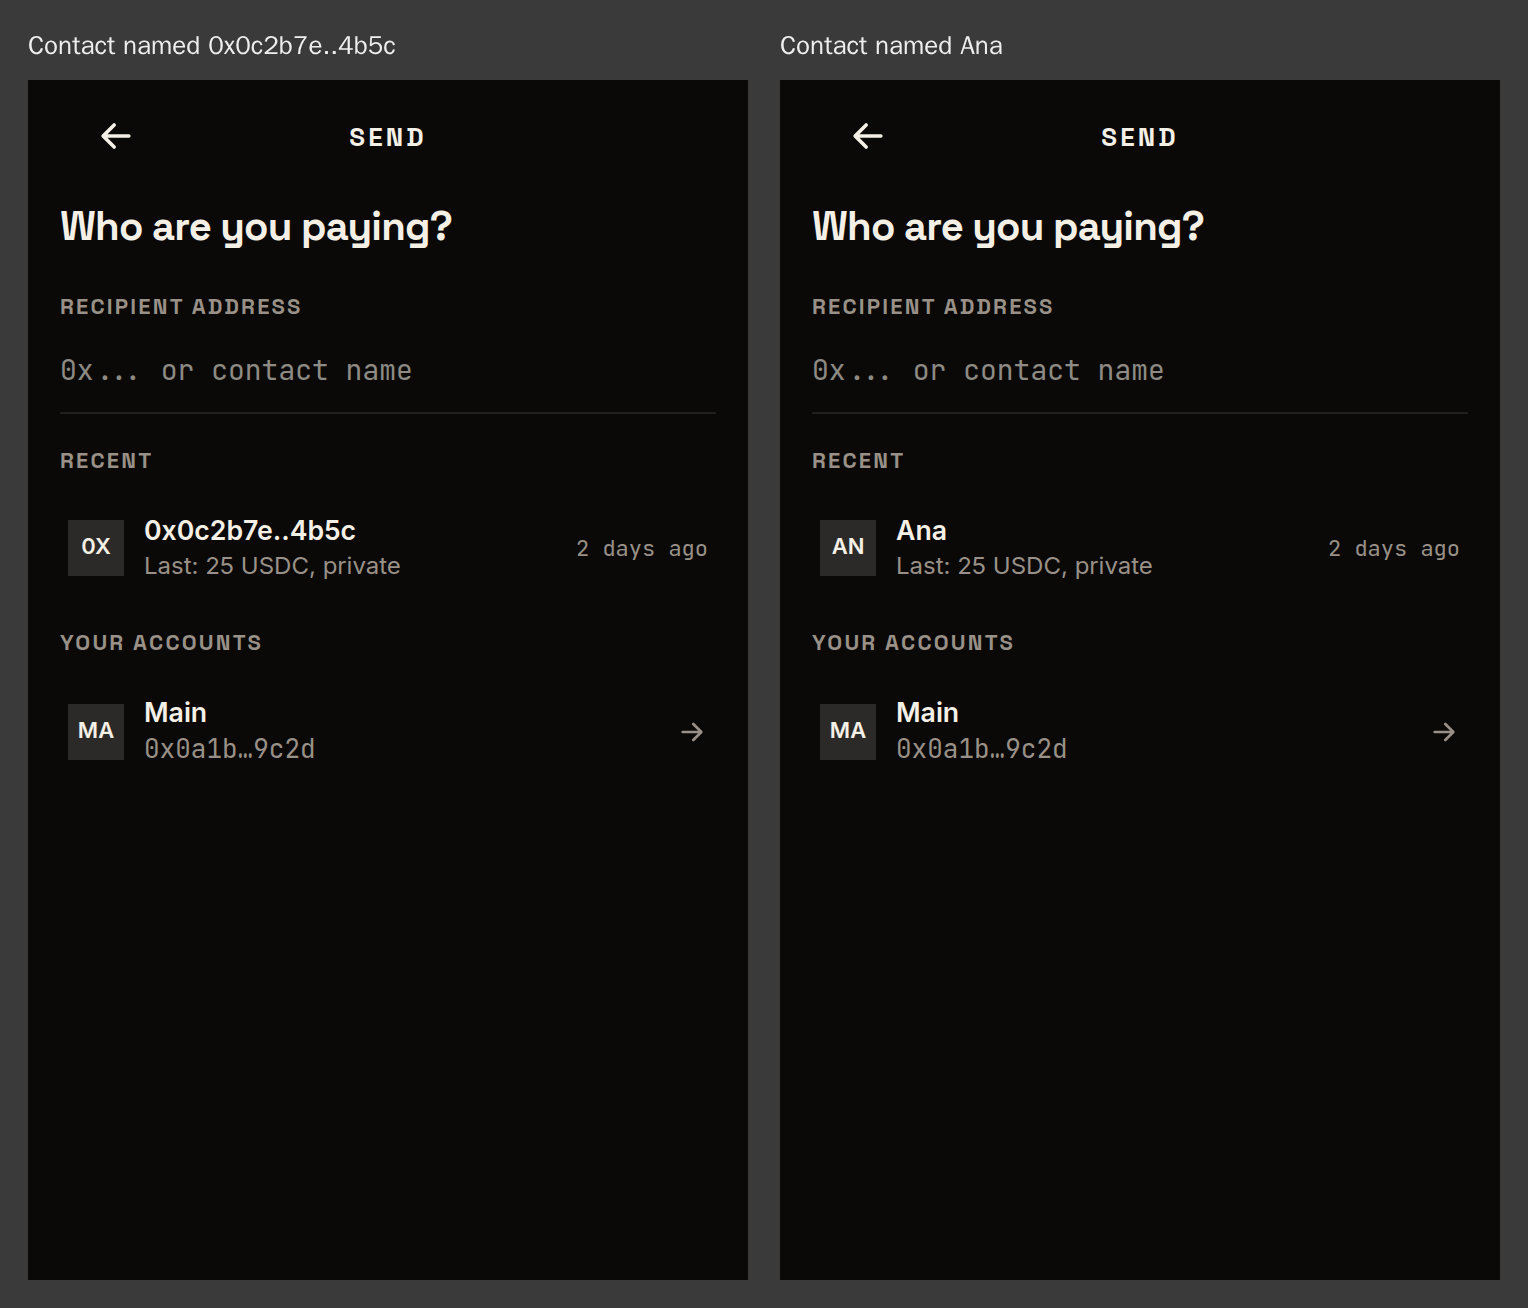 Contact named 0x0c2b7e..4b5c
SEND
Who are you paying?
RECIPIENT ADDRESS
0x... or contact name
RECENT
0X
0x0c2b7e..4b5c
Last: 25 USDC, private
2 days ago
YOUR ACCOUNTS
MA
Main
0x0a1b…9c2d
Contact named Ana
SEND
Who are you paying?
RECIPIENT ADDRESS
0x... or contact name
RECENT
AN
Ana
Last: 25 USDC, private
2 days ago
YOUR ACCOUNTS
MA
Main
0x0a1b…9c2d